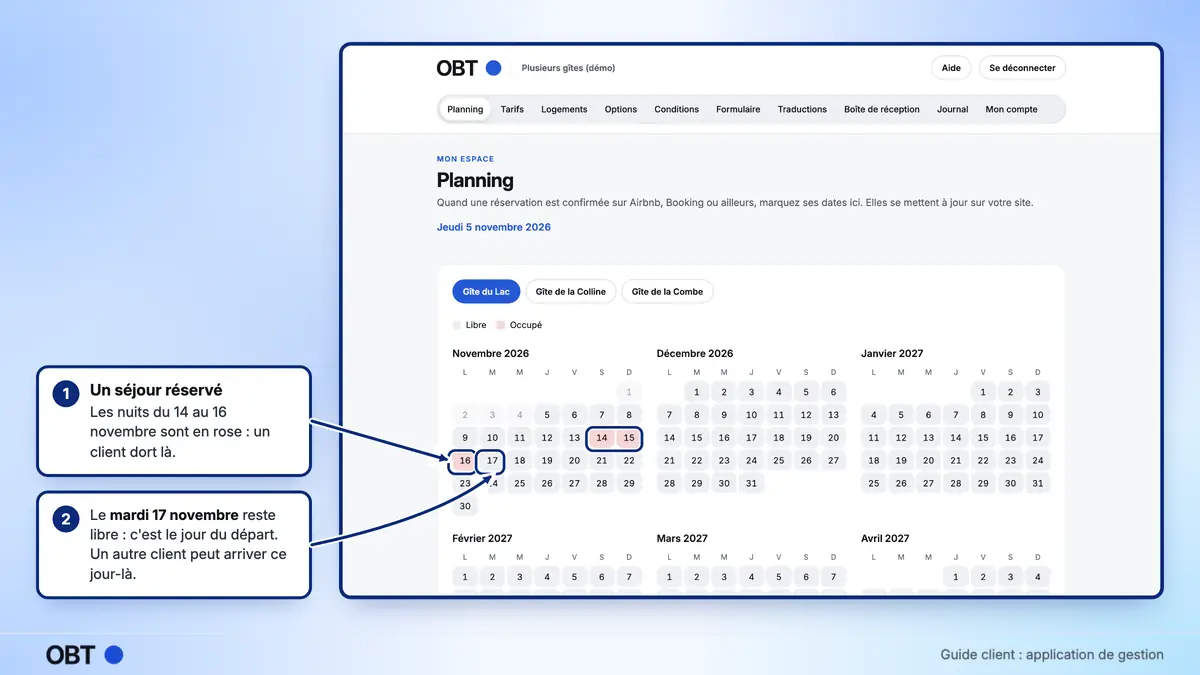 OBT
Plusieurs gîtes (démo)
Aide
Se déconnecter
Planning Tarifs Logements Options Conditions Formulaire Traductions Boîte de réception Journal Mon compte
MON ESPACE
Planning
Quand une réservation est confirmée sur Airbnb, Booking ou ailleurs, marquez ses dates ici. Elles se mettent à jour sur votre site.
Jeudi 5 novembre 2026
Gîte du Lac Gîte de la Colline Gîte de la Combe
Libre Occupé
Novembre 2026
L M M J V S D
1
2 3 4 5 6 7 8
9 10 11 12 13 14 15
16 17 18 19 20 21 22
23 24 25 26 27 28 29
30
Décembre 2026
L M M J V S D
1 2 3 4 5 6
7 8 9 10 11 12 13
14 15 16 17 18 19 20
21 22 23 24 25 26 27
28 29 30 31
Janvier 2027
L M M J V S D
1 2 3
4 5 6 7 8 9 10
11 12 13 14 15 16 17
18 19 20 21 22 23 24
25 26 27 28 29 30 31
Février 2027
L M M J V S D
1 2 3 4 5 6 7
Mars 2027
L M M J V S D
1 2 3 4 5 6 7
Avril 2027
L M M J V S D
1 2 3 4
1
Un séjour réservé
Les nuits du 14 au 16
novembre sont en rose : un
client dort là.
2
Le mardi 17 novembre reste
libre : c'est le jour du départ.
Un autre client peut arriver ce
jour-là.
OBT
Guide client : application de gestion